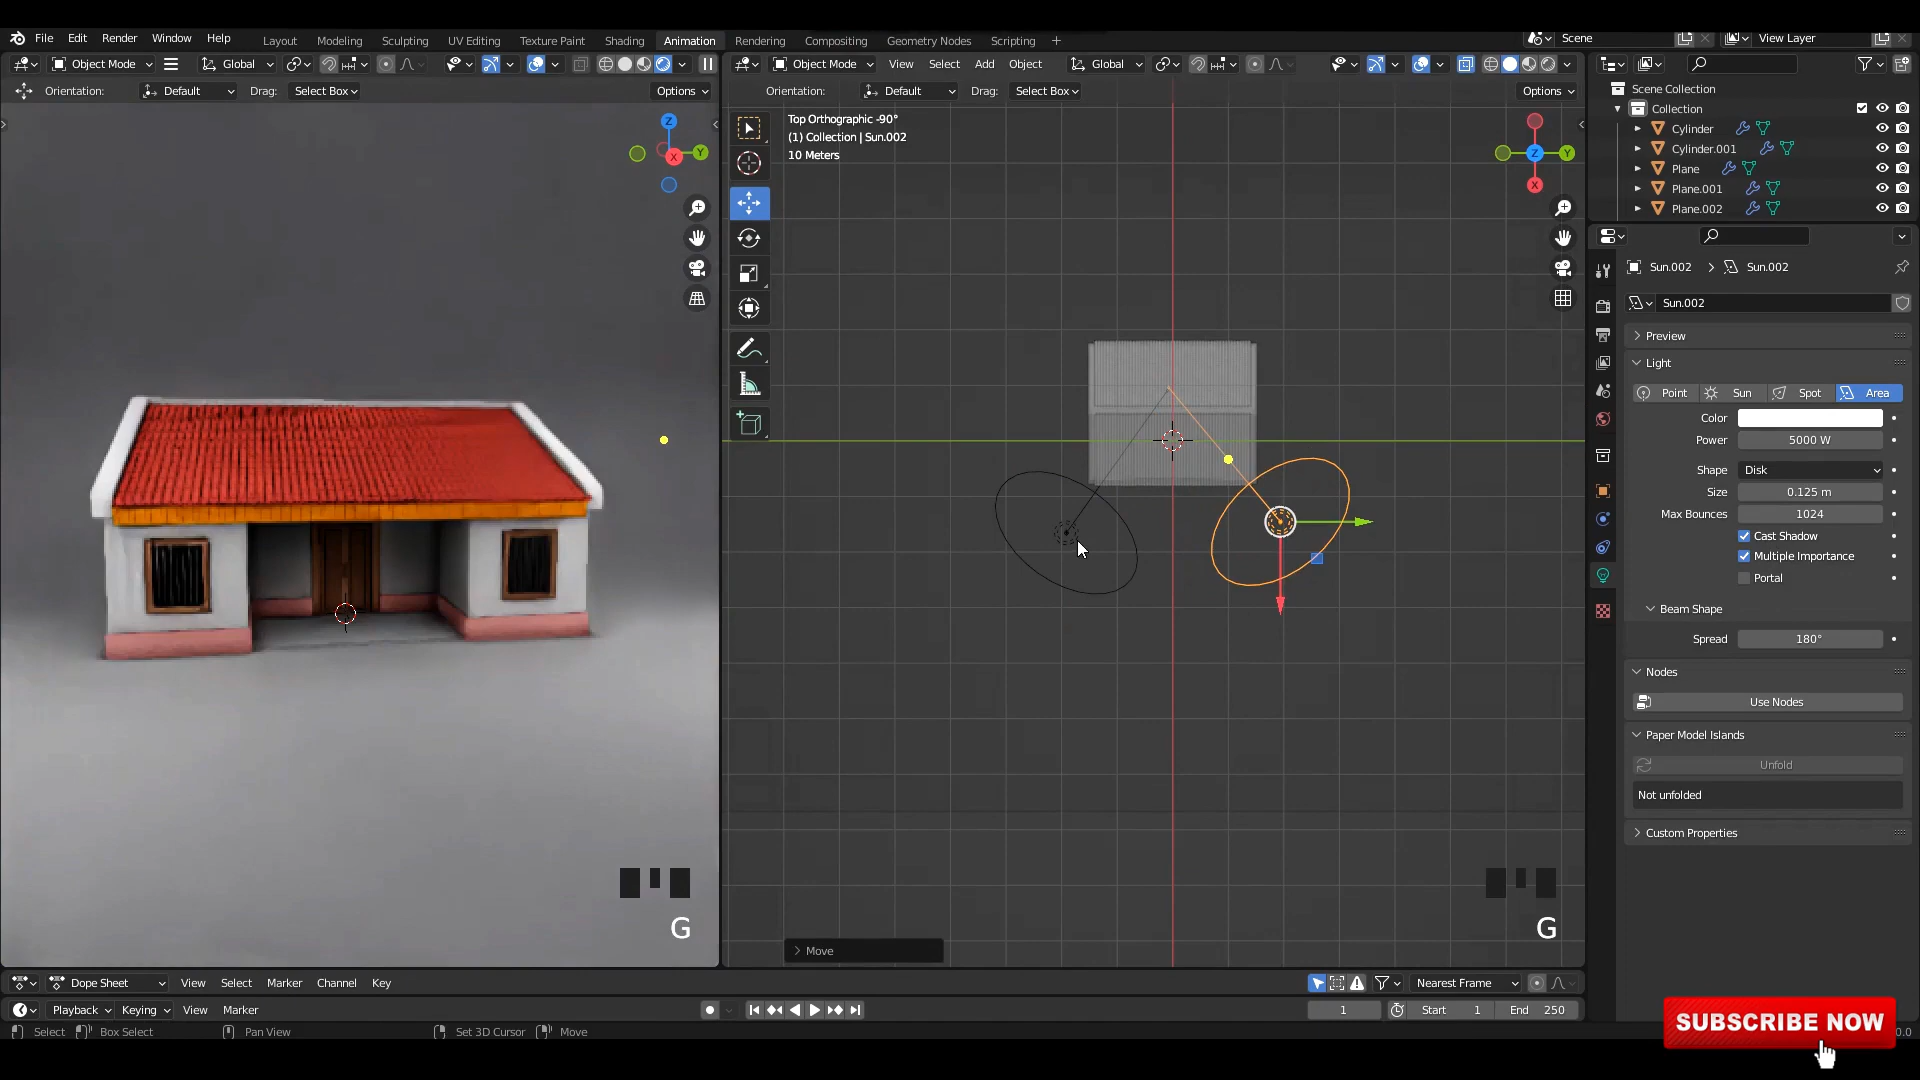 File Edit Render Window Help
Layout Modeling Sculpting UV Editing Texture Paint Shading Animation Rendering Compositing Geometry Nodes Scripting +
Scene View Layer
Object Mode Global
Object Mode View Select Add Object Global
Orientation: Default Drag: Select Box Options
Orientation: Default Drag: Select Box Options
Top Orthographic -90°
(1) Collection | Sun.002
10 Meters
Z
X
Y
Z
Y
X
Scene Collection
Collection
Cylinder
Cylinder.001
Plane
Plane.001
Plane.002
Sun.002 > Sun.002
Sun.002
Preview
Light
Point Sun Spot Area
Color
Power 5000 W
Shape Disk
Size 0.125 m
Max Bounces 1024
Cast Shadow
Multiple Importance
Portal
Beam Shape
Spread 180°
Nodes
Use Nodes
Paper Model Islands
Unfold
Not unfolded
Custom Properties
G
G
Move
Dope Sheet View Select Marker Channel Key
Nearest Frame
Playback Keying View Marker
1 Start 1 End 250
Select Box Select Pan View Set 3D Cursor Move
SUBSCRIBE NOW